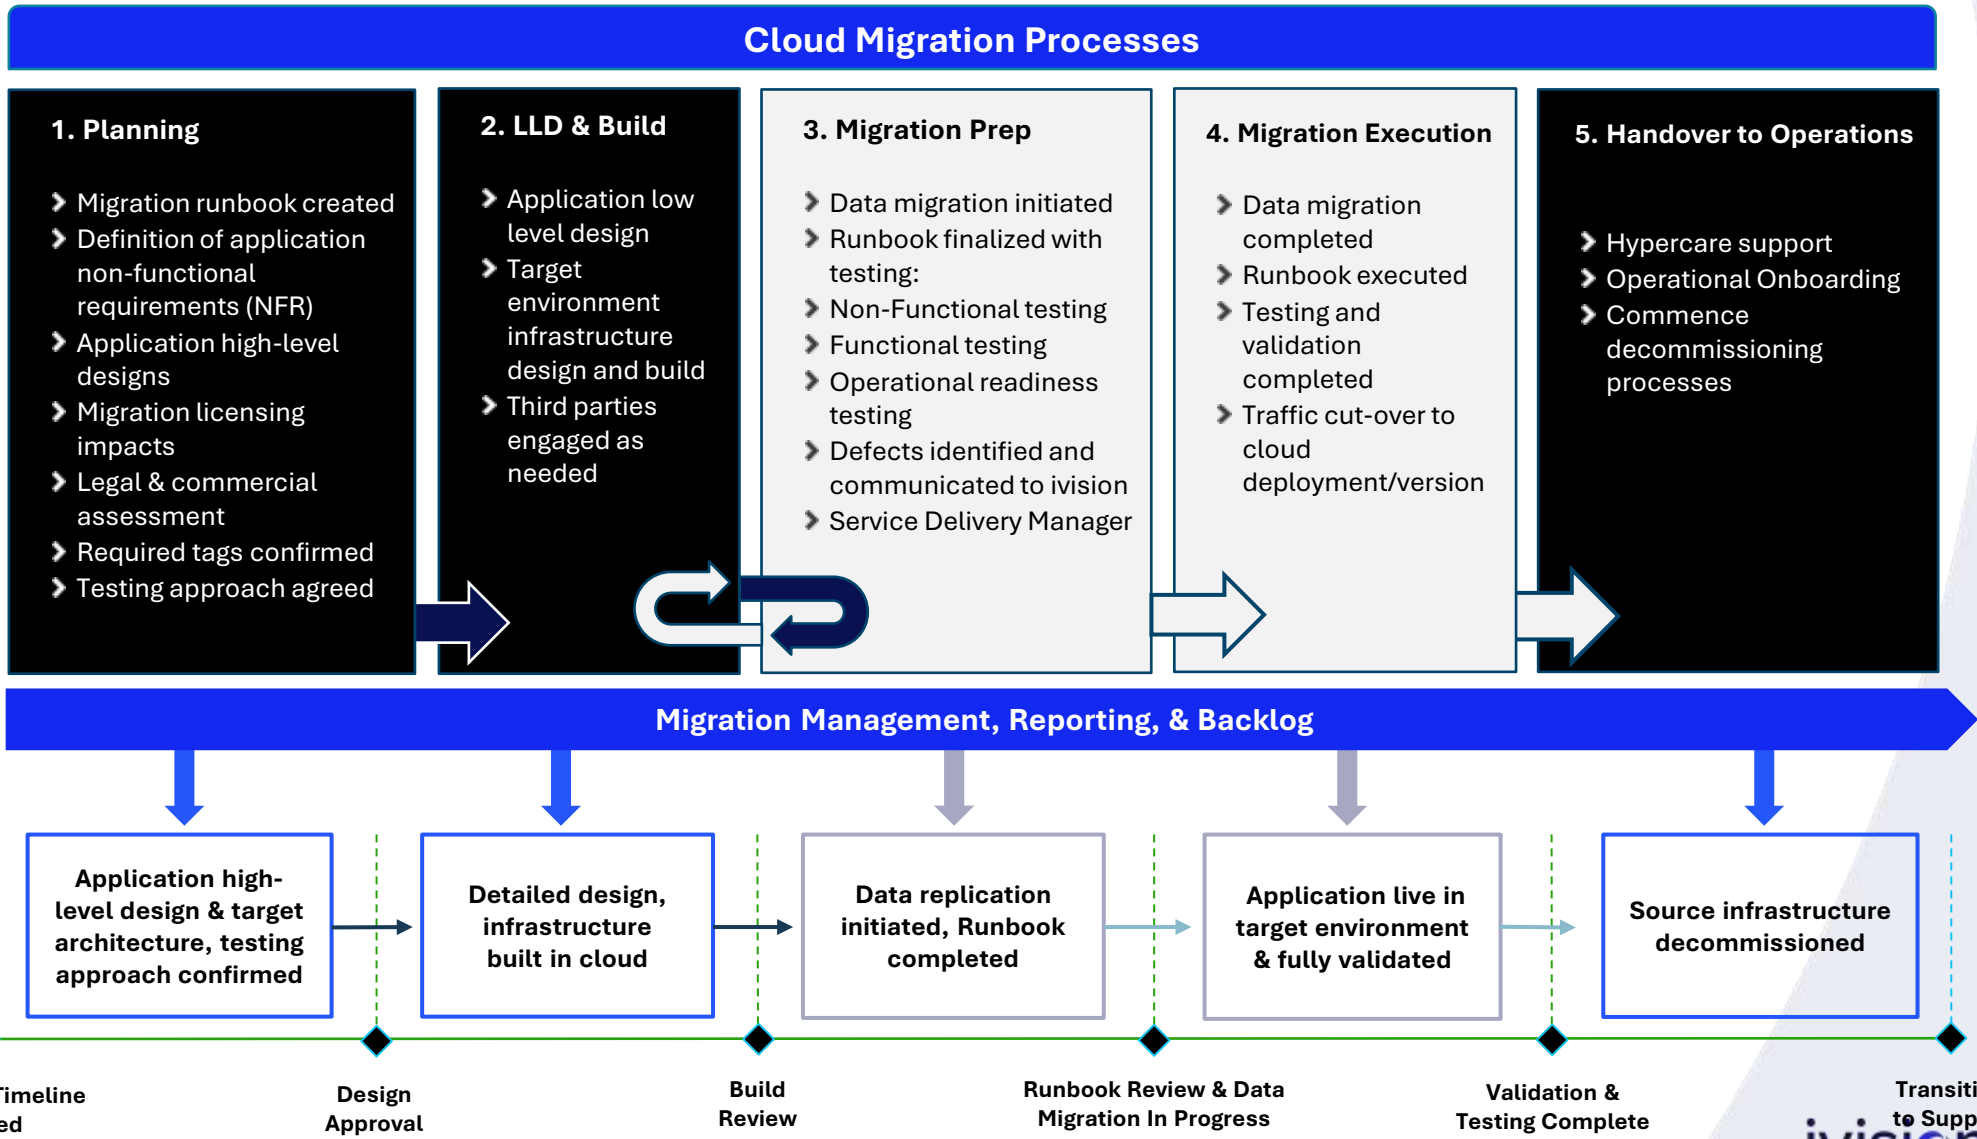 Cloud Migration Processes
1. Planning
Migration runbook created
Definition of application
non-functional
requirements (NFR)
Application high-level
designs
Migration licensing
impacts
Legal & commercial
assessment
Required tags confirmed
Testing approach agreed
2. LLD & Build
Application low
level design
Target
environment
infrastructure
design and build
Third parties
engaged as
needed
3. Migration Prep
Data migration initiated
Runbook finalized with
testing:
Non-Functional testing
Functional testing
Operational readiness
testing
Defects identified and
communicated to ivision
Service Delivery Manager
4. Migration Execution
Data migration
completed
Runbook executed
Testing and
validation
completed
Traffic cut-over to
cloud
deployment/version
5. Handover to Operations
Hypercare support
Operational Onboarding
Commence
decommissioning
processes
Migration Management, Reporting, & Backlog
Application high-
level design & target
architecture, testing
approach confirmed
Detailed design,
infrastructure
built in cloud
Data replication
initiated, Runbook
completed
Application live in
target environment
& fully validated
Source infrastructure
decommissioned
Timeline
Design
Approval
Build
Review
Runbook Review & Data
Migration In Progress
Validation &
Testing Complete
to
ivision